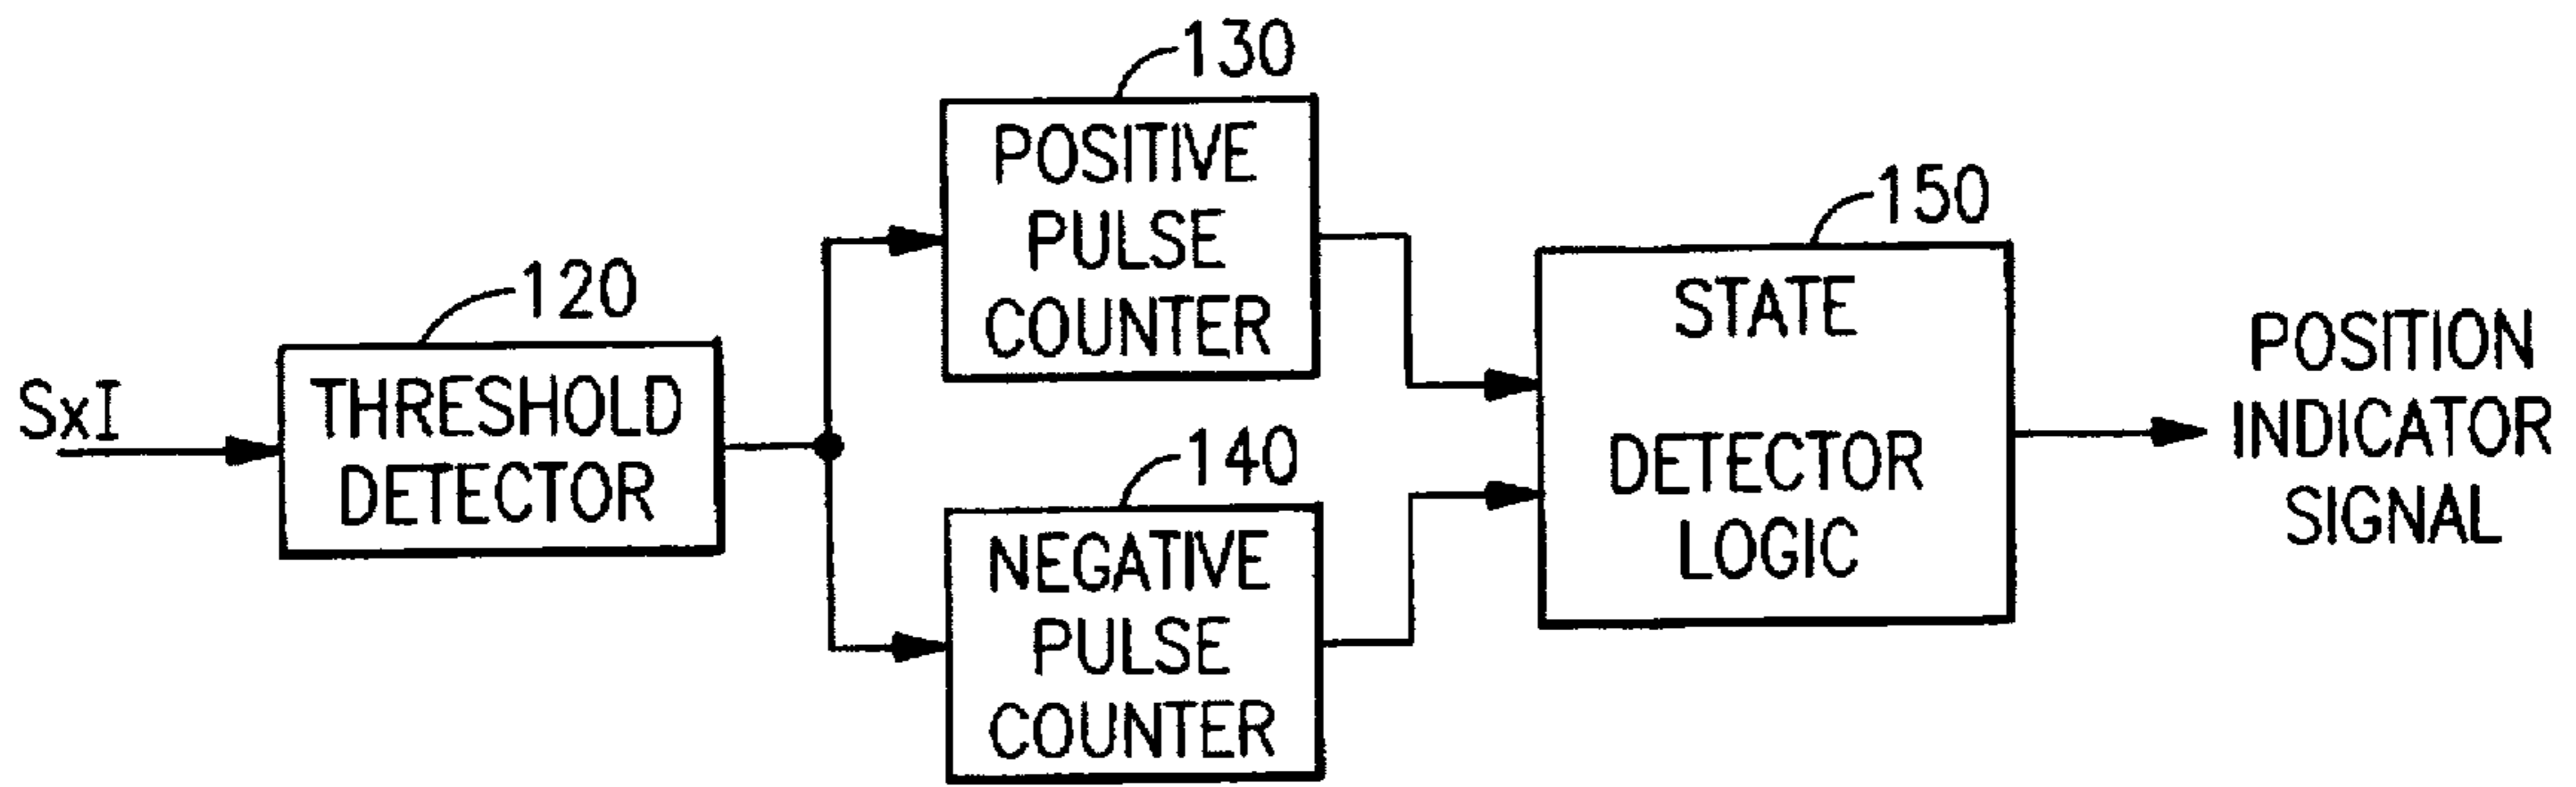 SxI
120
THRESHOLD
DETECTOR
130
POSITIVE
PULSE
COUNTER
140
NEGATIVE
PULSE
COUNTER
150
STATE
DETECTOR
LOGIC
POSITION
INDICATOR
SIGNAL